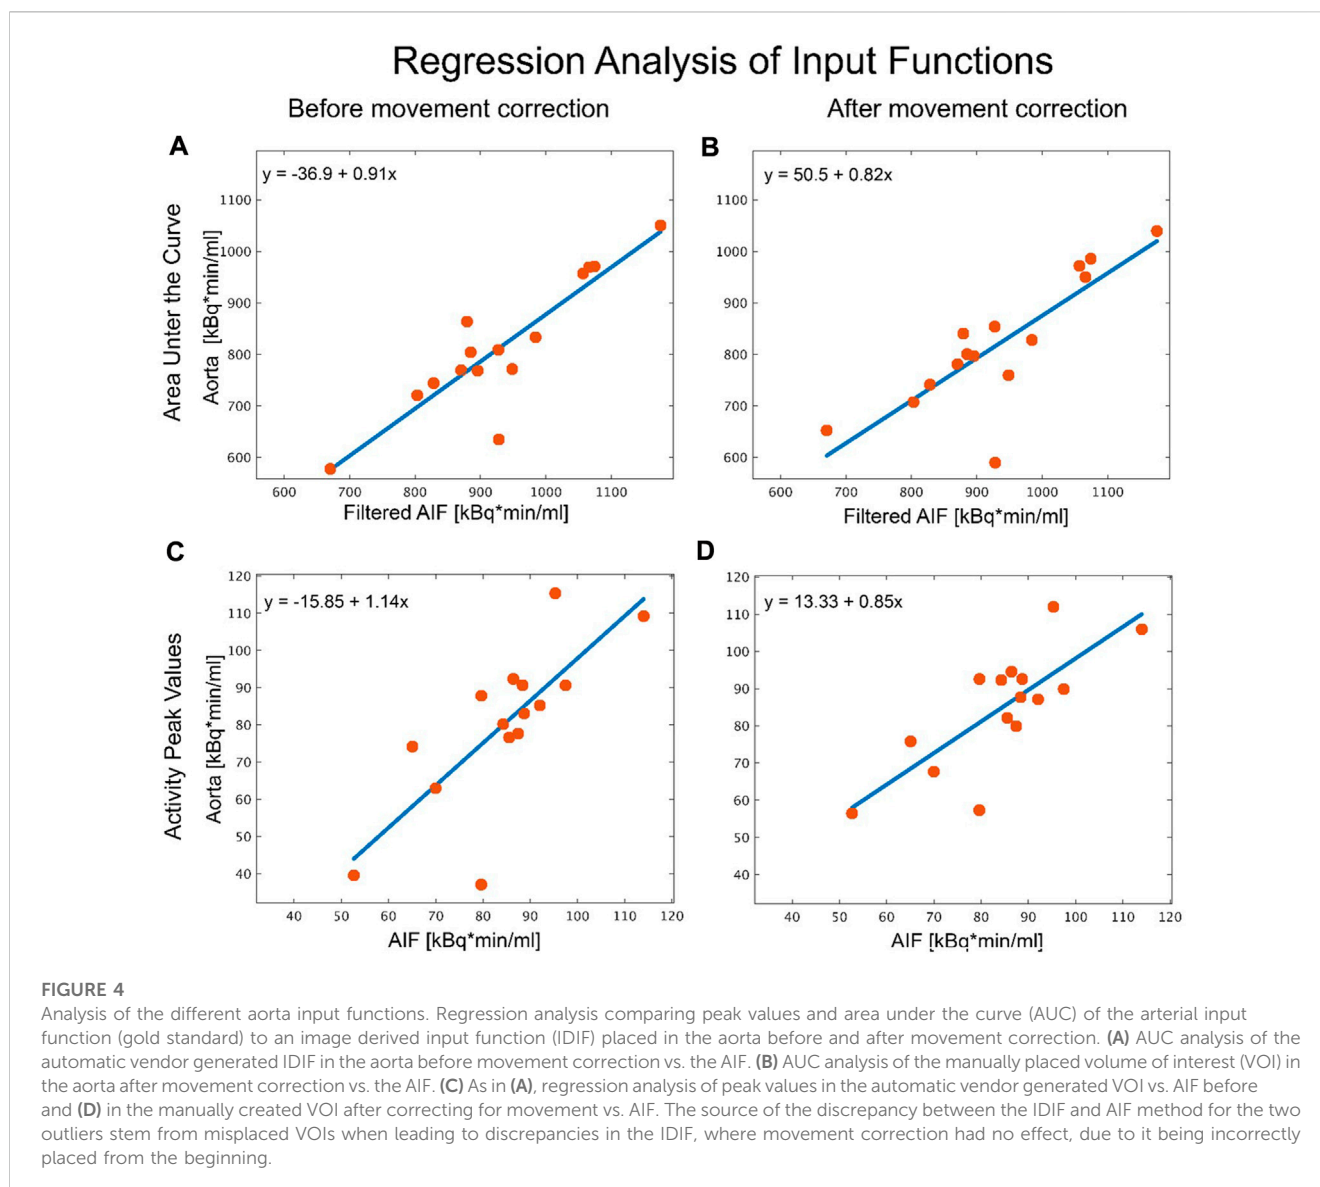 Regression Analysis of Input Functions
Before movement correction
After movement correction
A
y = -36.9 + 0.91x
Area Unter the Curve
Aorta [kBq*min/ml]
1100
1000
900
800
700
600
600 700 800 900 1000 1100
Filtered AIF [kBq*min/ml]
B
y = 50.5 + 0.82x
1100
1000
900
800
700
600
600 700 800 900 1000 1100
Filtered AIF [kBq*min/ml]
C
y = -15.85 + 1.14x
Activity Peak Values
Aorta [kBq*min/ml]
120
110
100
90
80
70
60
50
40
40 50 60 70 80 90 100 110 120
AIF [kBq*min/ml]
D
y = 13.33 + 0.85x
120
110
100
90
80
70
60
50
40
40 50 60 70 80 90 100 110 120
AIF [kBq*min/ml]
FIGURE 4
Analysis of the different aorta input functions. Regression analysis comparing peak values and area under the curve (AUC) of the arterial input
function (gold standard) to an image derived input function (IDIF) placed in the aorta before and after movement correction. (A) AUC analysis of the
automatic vendor generated IDIF in the aorta before movement correction vs. the AIF. (B) AUC analysis of the manually placed volume of interest (VOI) in
the aorta after movement correction vs. the AIF. (C) As in (A), regression analysis of peak values in the automatic vendor generated VOI vs. AIF before
and (D) in the manually created VOI after correcting for movement vs. AIF. The source of the discrepancy between the IDIF and AIF method for the two
outliers stem from misplaced VOIs when leading to discrepancies in the IDIF, where movement correction had no effect, due to it being incorrectly
placed from the beginning.